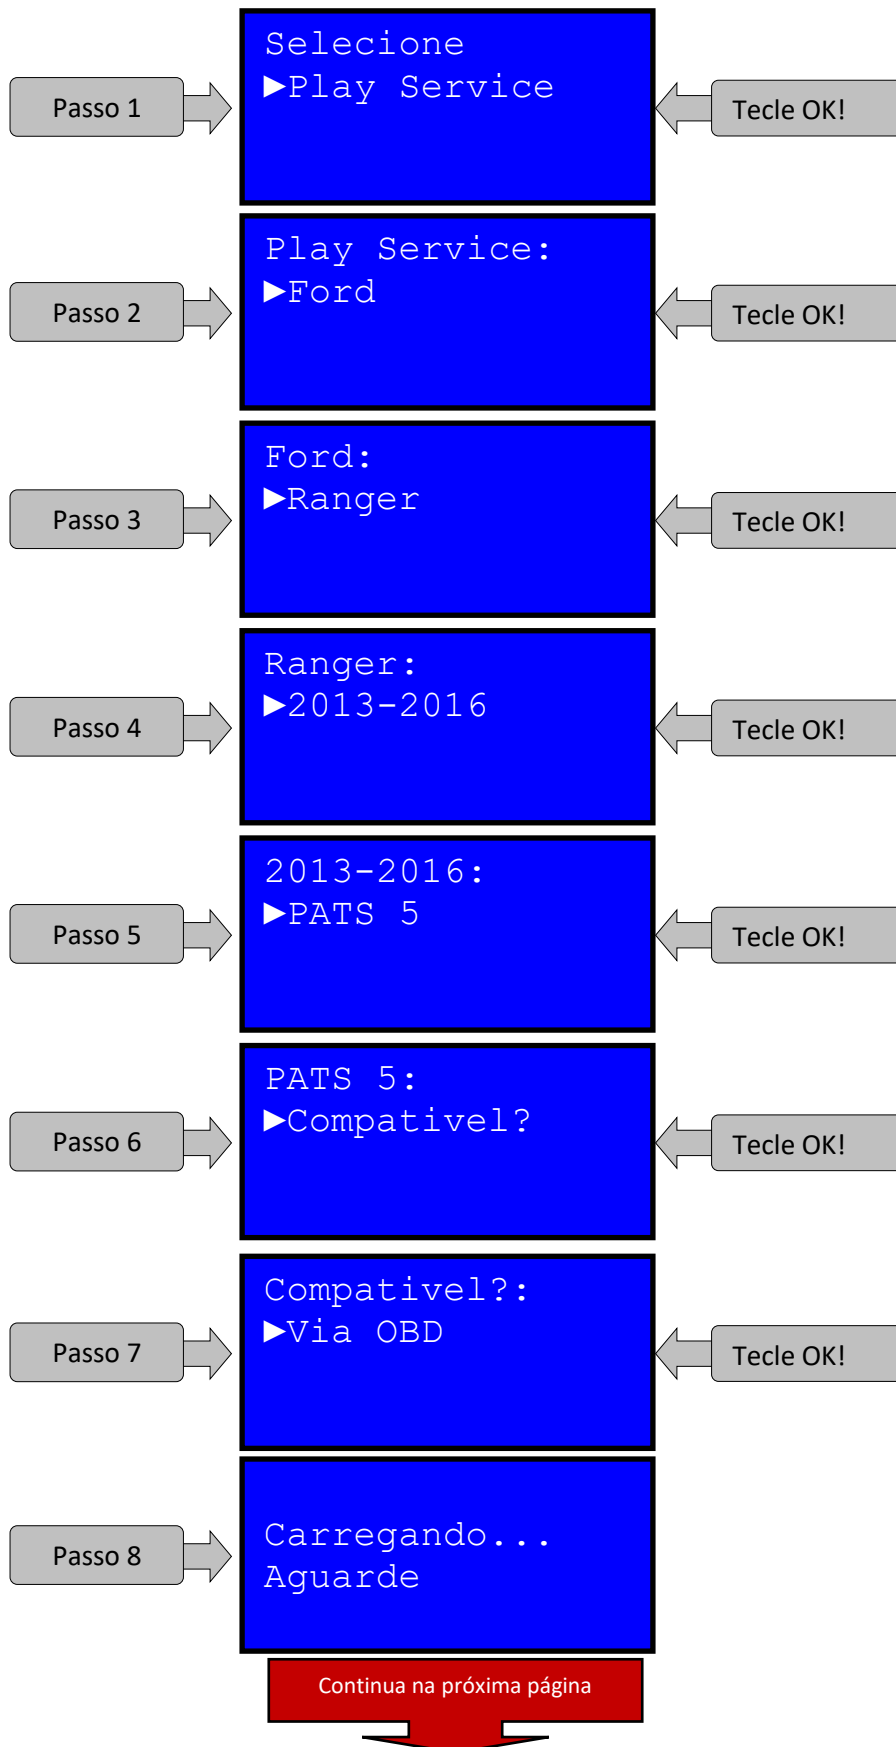 Selecione
►Play Service
Passo 1
Tecle OK!
Play Service:
►Ford
Passo 2
Tecle OK!
Ford:
►Ranger
Passo 3
Tecle OK!
Ranger:
►2013-2016
Passo 4
Tecle OK!
2013-2016:
►PATS 5
Passo 5
Tecle OK!
PATS 5:
►Compativel?
Passo 6
Tecle OK!
Compativel?:
►Via OBD
Passo 7
Tecle OK!
Carregando...
Aguarde
Passo 8
Continua na próxima página